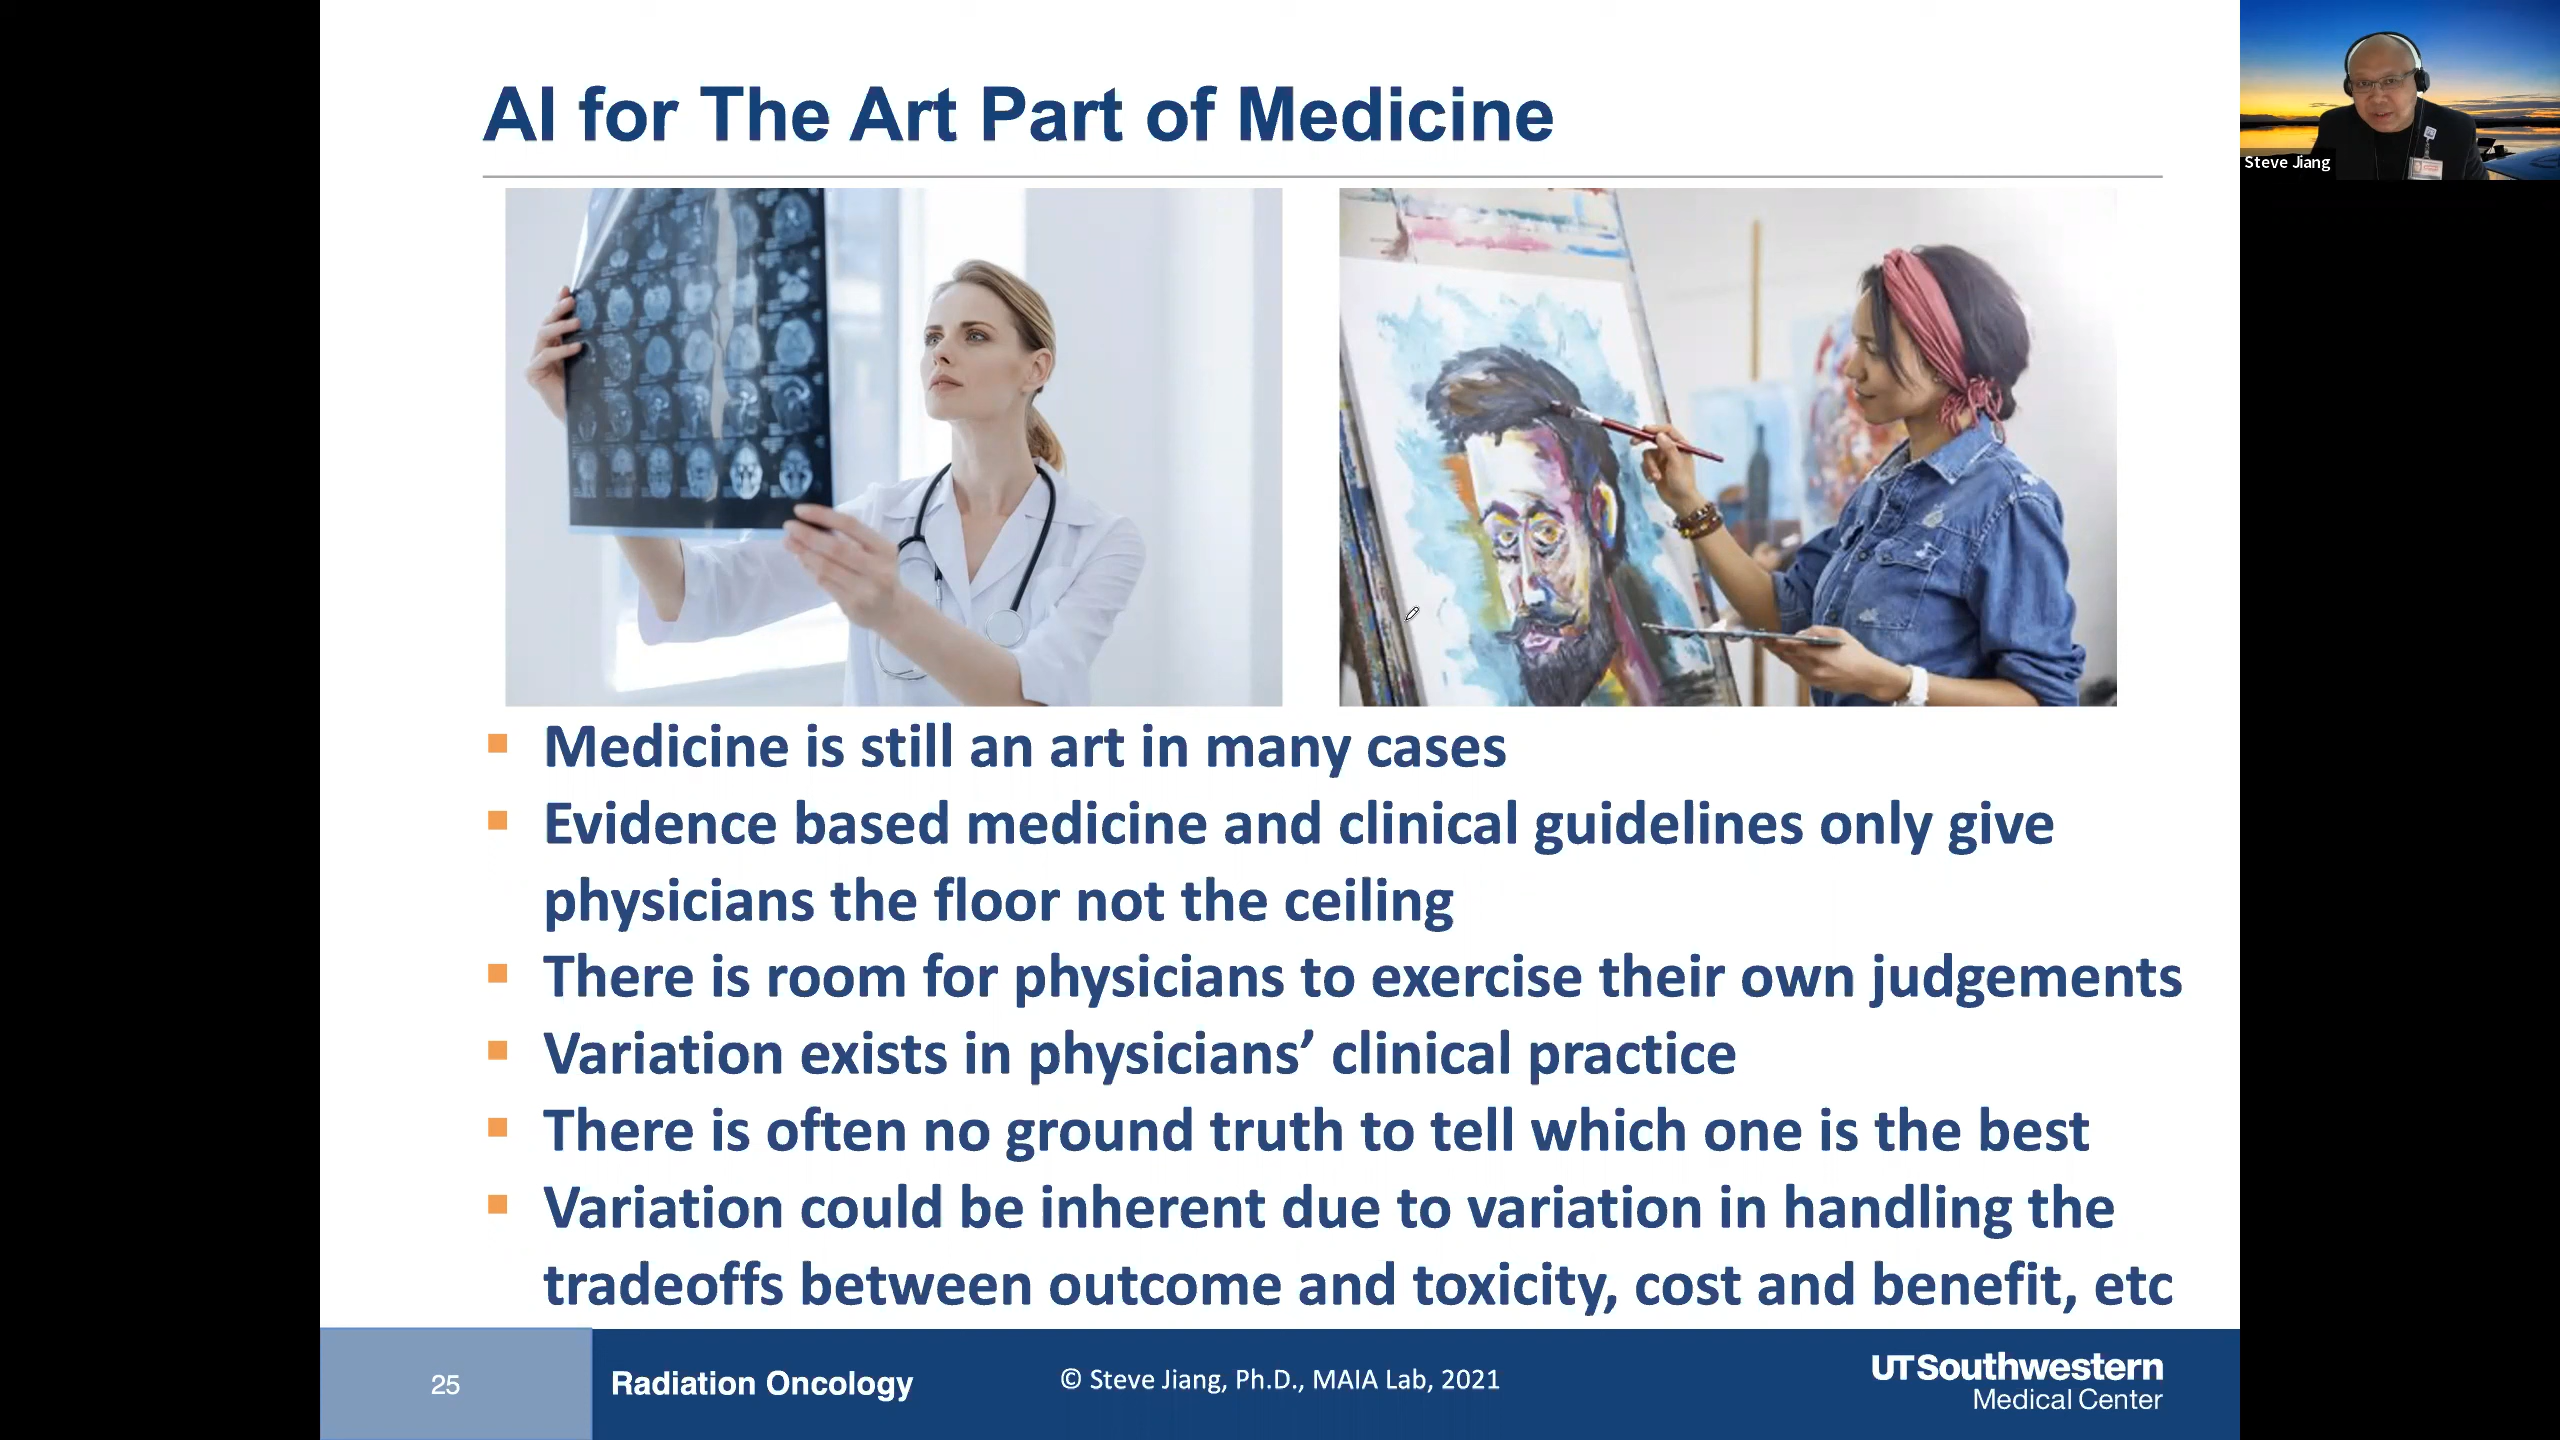 AI for The Art Part of Medicine
Steve Jiang
Medicine is still an art in many cases
Evidence based medicine and clinical guidelines only give
physicians the floor not the ceiling
There is room for physicians to exercise their own judgements
Variation exists in physicians’ clinical practice
There is often no ground truth to tell which one is the best
Variation could be inherent due to variation in handling the
tradeoffs between outcome and toxicity, cost and benefit, etc
25
Radiation Oncology
© Steve Jiang, Ph.D., MAIA Lab, 2021
UTSouthwestern
Medical Center